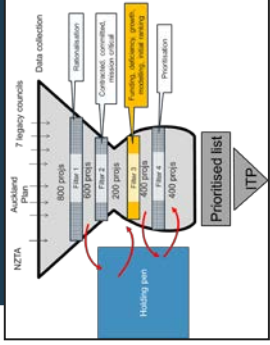 Data collection
7 legacy councils
Auckland
Plan
NZTA
800 projs
Filter 1
Rationalisation
600 projs
Filter 2
Contracted, committed,
mission critical
200 projs
Filter 3
Funding, deficiency, growth,
modelling, initial ranking
400 projs
Filter 4
Prioritisation
400 projs
Holding pen
Prioritised list
ITP